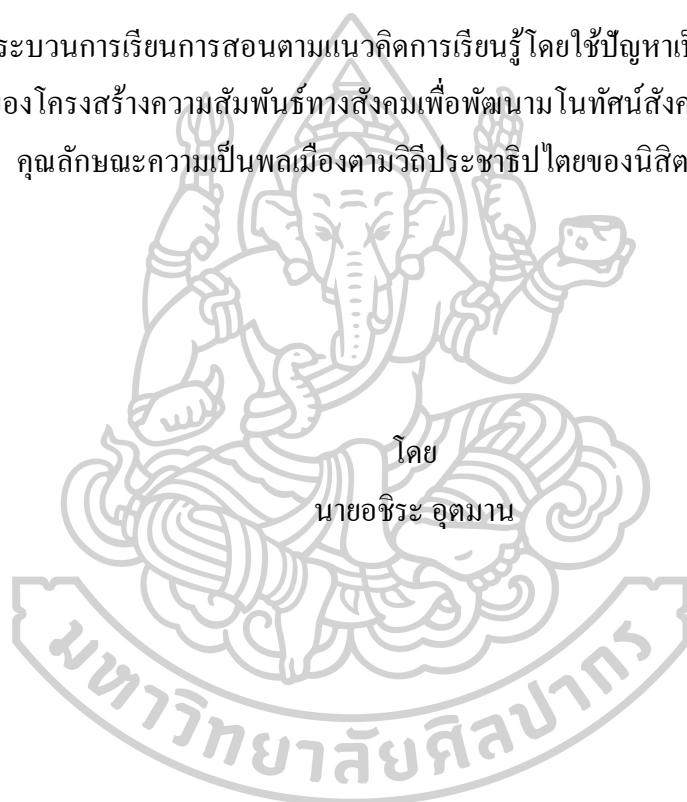 ระบวนการเรียนการสอนตามแนวคิดการเรียนรู้โดยใช้ปัญหาเป็
ของโครงสร้างความสัมพันธ์ทางสังคมเพื่อพัฒนามโนทัศน์สังค
คุณลักษณะความเป็นพลเมืองตามวิถีประชาธิปไตยของนิสิต
โดย
นายอชิระ อุตมาน
มหาวิทยาลัยศิลปากร